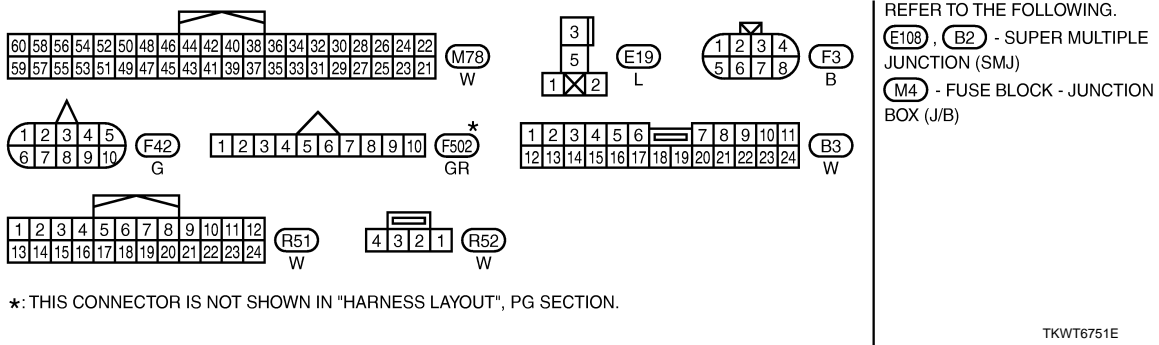 60 58 56 54 52 50 48 46 44 42 40 38 36 34 32 30 28 26 24 22
59 57 55 53 51 49 47 45 43 41 39 37 35 33 31 29 27 25 23 21
M78
W
3
5
1 2
E19
L
1 2 3 4
5 6 7 8
F3
B
1 2 3 4 5
6 7 8 9 10
F42
G
1 2 3 4 5 6 7 8 9 10
*
F502
GR
1 2 3 4 5 6 7 8 9 10 11
12 13 14 15 16 17 18 19 20 21 22 23 24
B3
W
1 2 3 4 5 6 7 8 9 10 11 12
13 14 15 16 17 18 19 20 21 22 23 24
R51
W
4 3 2 1
R52
W
*: THIS CONNECTOR IS NOT SHOWN IN "HARNESS LAYOUT", PG SECTION.
REFER TO THE FOLLOWING.
E108 , B2 - SUPER MULTIPLE
JUNCTION (SMJ)
M4 - FUSE BLOCK - JUNCTION
BOX (J/B)
TKWT6751E